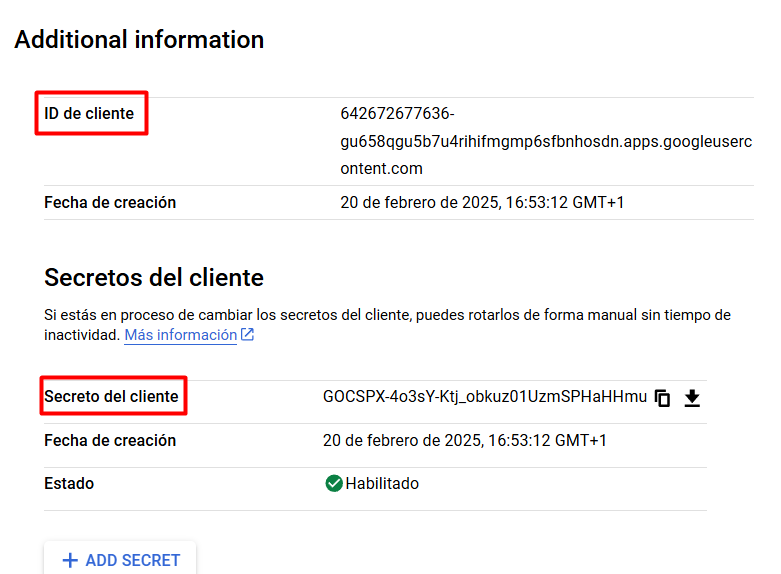 Additional information
ID de cliente
642672677636-
gu658qgu5b7u4rihifmgmp6sfbnhosdn.apps.googleuserc
ontent.com
Fecha de creación
20 de febrero de 2025, 16:53:12 GMT+1
Secretos del cliente
Si estás en proceso de cambiar los secretos del cliente, puedes rotarlos de forma manual sin tiempo de
inactividad. Más información
Secreto del cliente
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
Fecha de creación
20 de febrero de 2025, 16:53:12 GMT+1
Estado
Habilitado
+ ADD SECRET